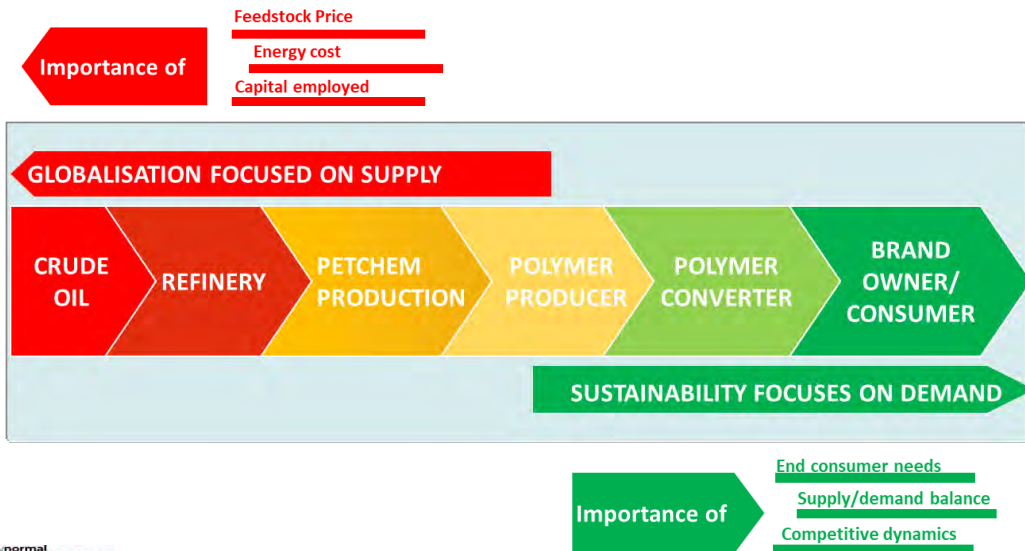 Feedstock Price
Energy cost
Importance of
Capital employed
GLOBALISATION FOCUSED ON SUPPLY
CRUDE
OIL
REFINERY
PETCHEM
PRODUCTION
POLYMER
PRODUCER
POLYMER
CONVERTER
BRAND
OWNER/
CONSUMER
SUSTAINABILITY FOCUSES ON DEMAND
End consumer needs
Supply/demand balance
Importance of
Competitive dynamics
normal